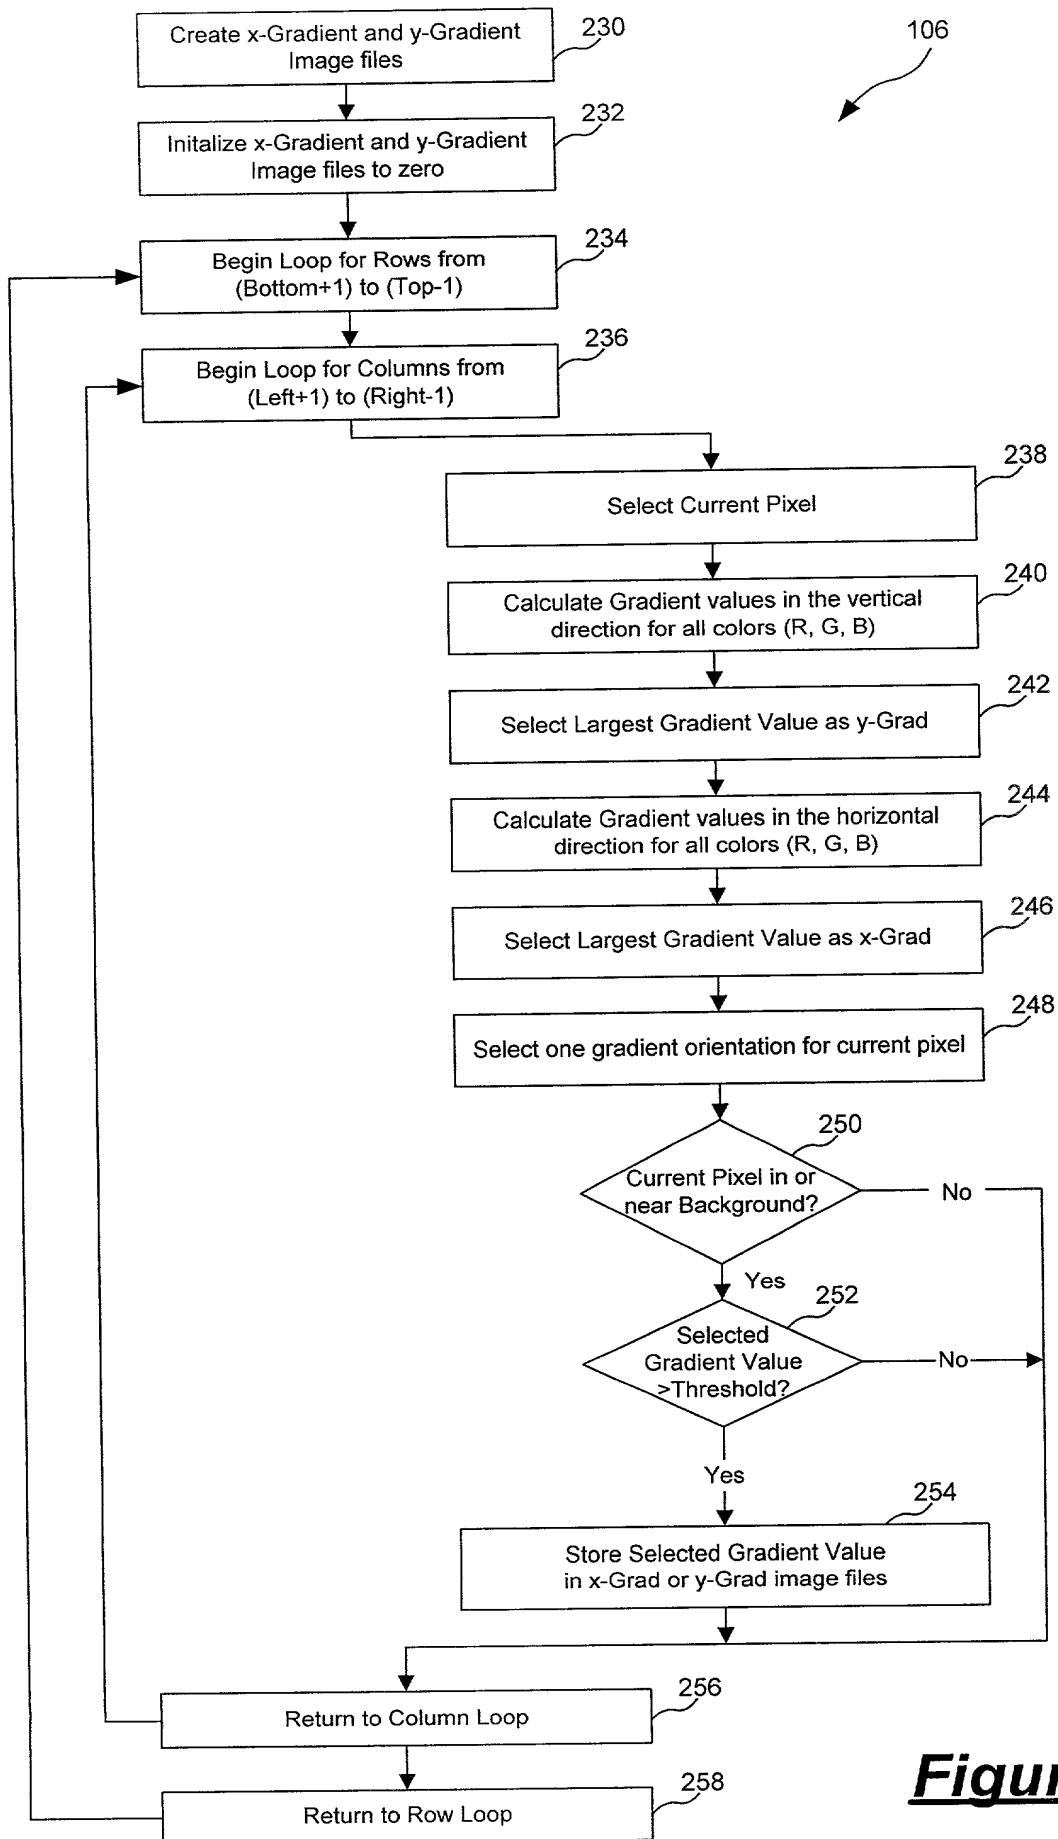 Create x-Gradient and y-Gradient
Image files
230
106
Initalize x-Gradient and y-Gradient
Image files to zero
232
Begin Loop for Rows from
(Bottom+1) to (Top-1)
234
Begin Loop for Columns from
(Left+1) to (Right-1)
236
Select Current Pixel
238
Calculate Gradient values in the vertical
direction for all colors (R, G, B)
240
Select Largest Gradient Value as y-Grad
242
Calculate Gradient values in the horizontal
direction for all colors (R, G, B)
244
Select Largest Gradient Value as x-Grad
246
Select one gradient orientation for current pixel
248
Current Pixel in or
near Background?
250
No
Yes
Selected
Gradient Value
>Threshold?
252
No
Yes
Store Selected Gradient Value
in x-Grad or y-Grad image files
254
Return to Column Loop
256
Return to Row Loop
258
Figur